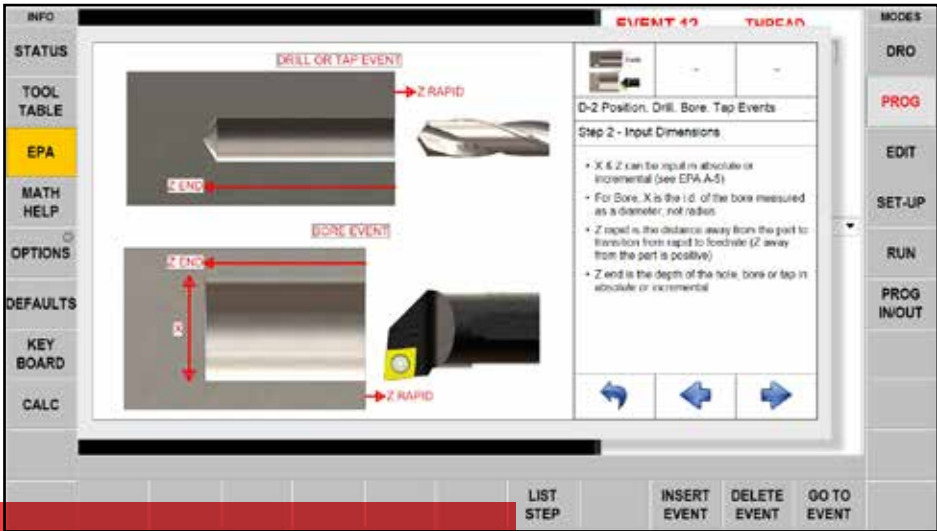 INFO
EVENT 12 THREAD
MODES
STATUS
TOOL
TABLE
EPA
MATH
HELP
OPTIONS
DEFAULTS
KEY
BOARD
CALC
DRILL OR TAP EVENT
Z RAPID
Z END
BORE EVENT
Z END
X
Z RAPID
D-2 Position, Drill, Bore, Tap Events
Step 2 - Input Dimensions
• X & Z can be input in absolute or
incremental (see EPA A-5)
• For Bore, X is the i.d. of the bore measured
as a diameter, not radius
• Z rapid is the distance away from the part to
transition from rapid to feedrate (Z away
from the part is positive)
• Z end is the depth of the hole, bore or tap in
absolute or incremental
DRO
PROG
EDIT
SET-UP
RUN
PROG
IN/OUT
LIST
STEP
INSERT
EVENT
DELETE
EVENT
GO TO
EVENT